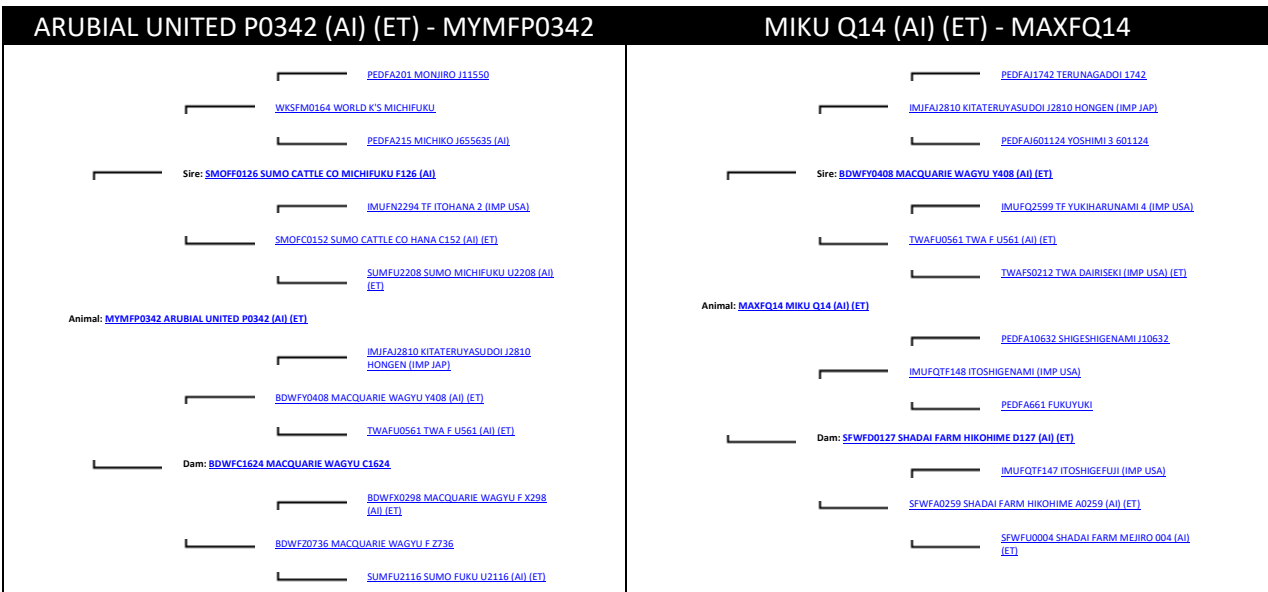 ARUBIAL UNITED P0342 (AI) (ET) - MYMFP0342
PEDFA201 MONJIRO J11550
WKSFM0164 WORLD K'S MICHIFUKU
PEDFA215 MICHIKO J655635 (AI)
Sire: SMOFF0126 SUMO CATTLE CO MICHIFUKU F126 (AI)
IMUFN2294 TF ITOHANA 2 (IMP USA)
SMOFC0152 SUMO CATTLE CO HANA C152 (AI) (ET)
SUMFU2208 SUMO MICHIFUKU U2208 (AI)
(ET)
Animal: MYMFP0342 ARUBIAL UNITED P0342 (AI) (ET)
IMJFAJ2810 KITATERUYASUDOI J2810
HONGEN (IMP JAP)
BDWFY0408 MACQUARIE WAGYU Y408 (AI) (ET)
TWAFU0561 TWA F U561 (AI) (ET)
Dam: BDWFC1624 MACQUARIE WAGYU C1624
BDWFX0298 MACQUARIE WAGYU F X298
(AI) (ET)
BDWFZ0736 MACQUARIE WAGYU F Z736
SUMFU2116 SUMO FUKU U2116 (AI) (ET)
MIKU Q14 (AI) (ET) - MAXFQ14
PEDFAJ1742 TERUNAGADOI 1742
IMJFAJ2810 KITATERUYASUDOI J2810 HONGEN (IMP JAP)
PEDFAJ601124 YOSHIMI 3 601124
Sire: BDWFY0408 MACQUARIE WAGYU Y408 (AI) (ET)
IMUFQ2599 TF YUKIHARUNAMI 4 (IMP USA)
TWAFU0561 TWA F U561 (AI) (ET)
TWAFS0212 TWA DAIRISEKI (IMP USA) (ET)
Animal: MAXFQ14 MIKU Q14 (AI) (ET)
PEDFA10632 SHIGESHIGENAMI J10632
IMUFQTF148 ITOSHIGENAMI (IMP USA)
PEDFA661 FUKUYUKI
Dam: SFWFD0127 SHADAI FARM HIKOHIME D127 (AI) (ET)
IMUFQTF147 ITOSHIGEFUJI (IMP USA)
SFWFA0259 SHADAI FARM HIKOHIME A0259 (AI) (ET)
SFWFU0004 SHADAI FARM MEJIRO 004 (AI)
(ET)